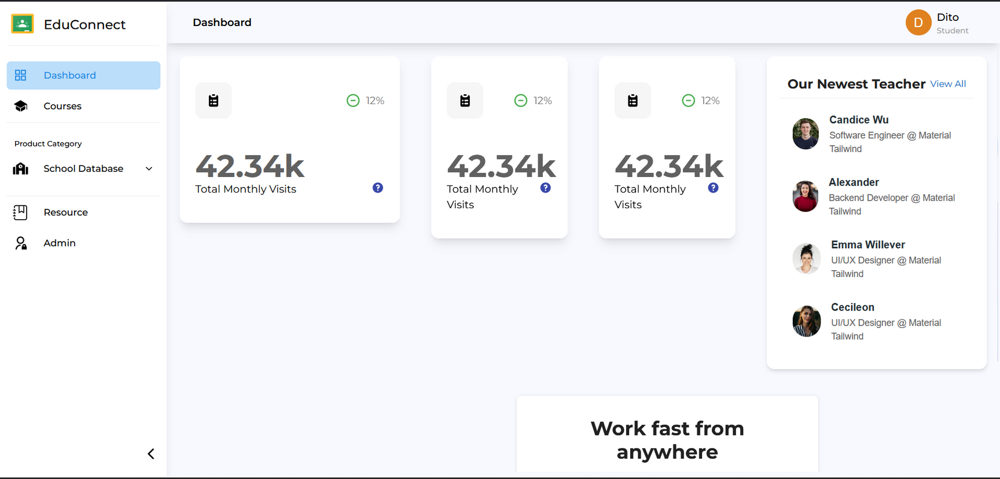 EduConnect
Dashboard
Courses
Product Category
School Database
Resource
Admin
Dashboard
D
Dito
Student
12%
42.34k
Total Monthly Visits
?
12%
42.34k
Total Monthly
Visits
?
12%
42.34k
Total Monthly
Visits
?
Our Newest Teacher View All
Candice Wu
Software Engineer @ Material
Tailwind
Alexander
Backend Developer @ Material
Tailwind
Emma Willever
UI/UX Designer @ Material
Tailwind
Cecileon
UI/UX Designer @ Material
Tailwind
Work fast from
anywhere